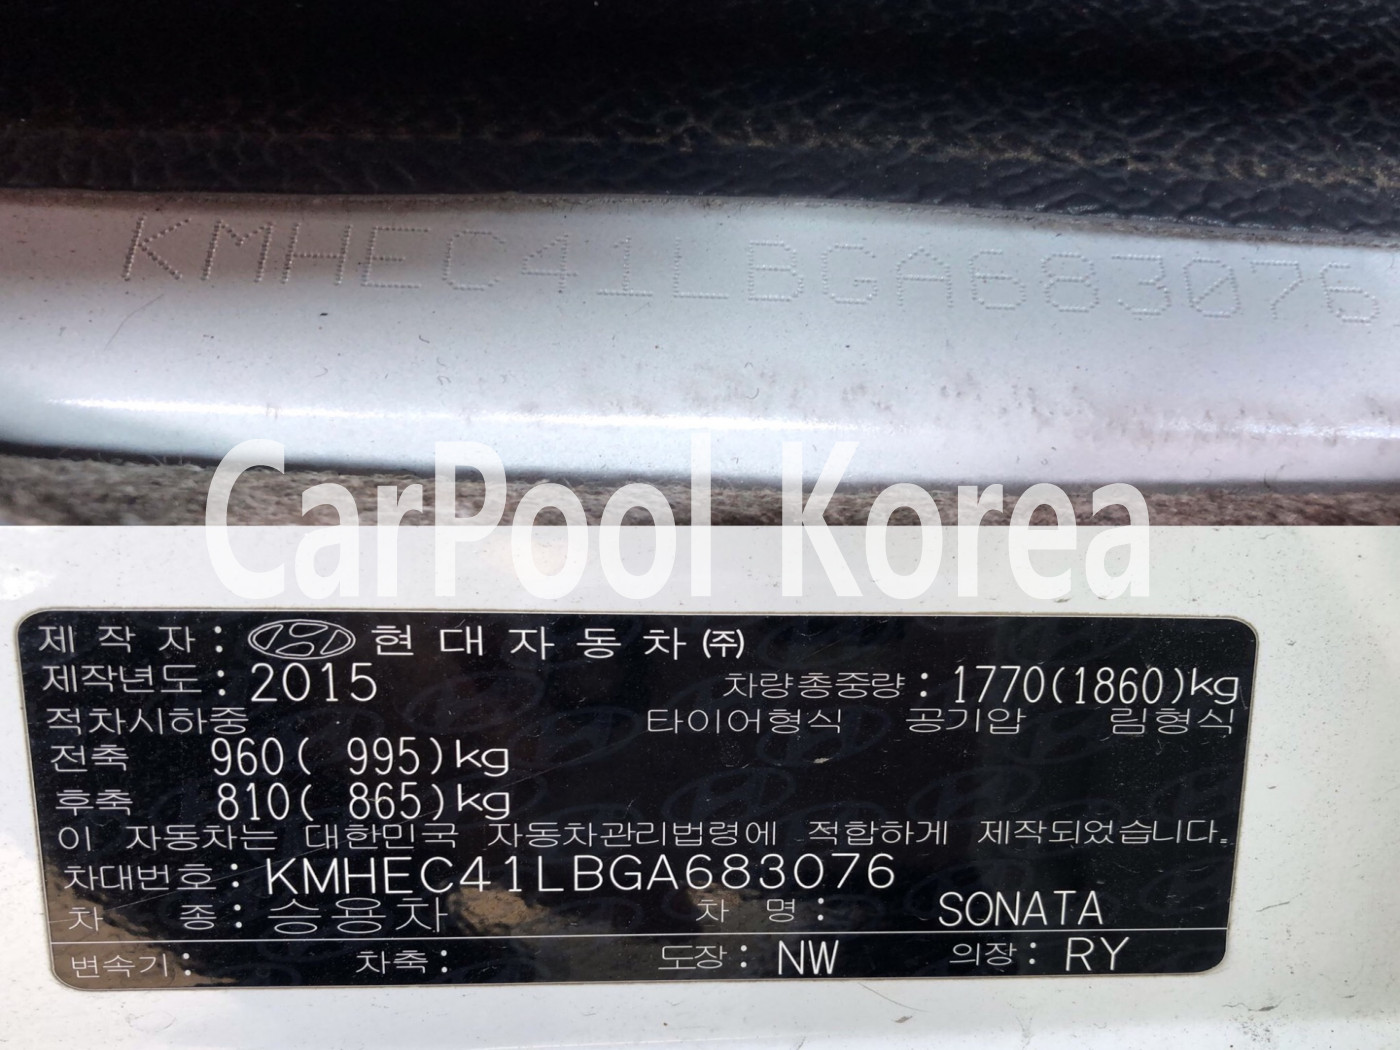 KMHEC41LBGA683076
CarPool Korea
제 작 자 : 현 대 자 동 차 ㈜
제작년도 : 2015 차량총중량 : 1770(1860)kg
적차시하중 타이어형식 공기압 림형식
전축 960( 995)kg
후축 810( 865)kg
이 자동차는 대한민국 자동차관리법령에 적합하게 제작되었습니다.
차대번호 : KMHEC41LBGA683076
차 종 : 승용차 차 명 : SONATA
변속기 : 차축 : 도장 : NW 의장 : RY